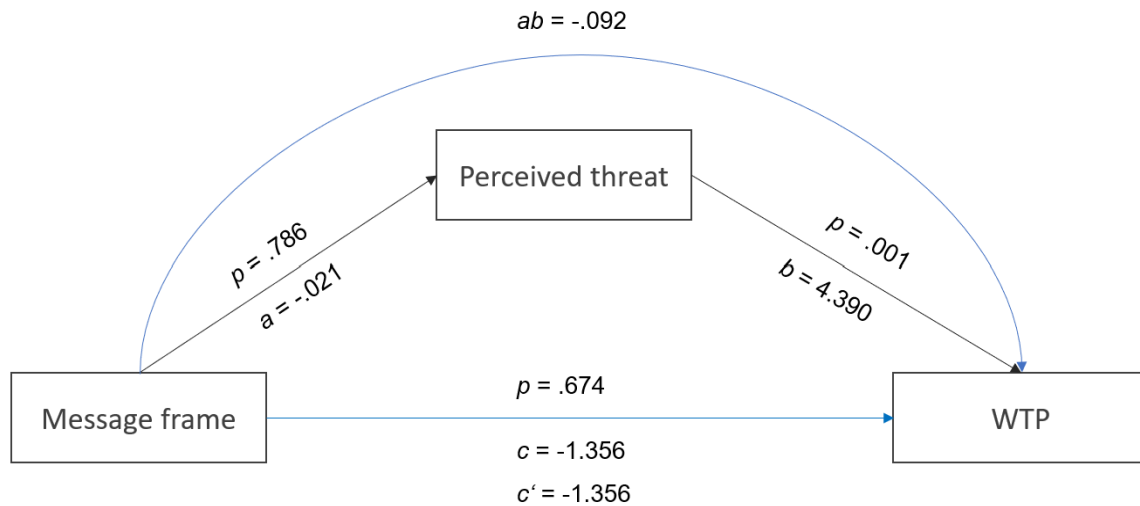 ab = -.092
Perceived threat
p = .786
a = -.021
p = .001
b = 4.390
Message frame
p = .674
WTP
c = -1.356
c‘ = -1.356